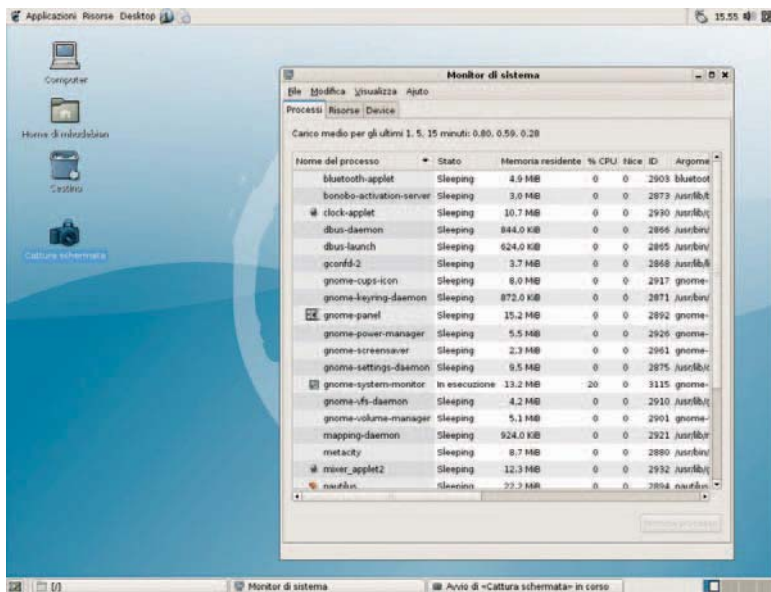 Applicazioni Risorse Desktop
15.55
Computer
Home di mkodebian
Cestino
Cattura schermata
Monitor di sistema
File Modifica Visualizza Aiuto
Processi Risorse Device
Carico medio per gli ultimi 1, 5, 15 minuti: 0.80, 0.59, 0.28
Nome del processo Stato Memoria residente % CPU Nice ID Argome
bluetooth-applet Sleeping 4.9 MiB 0 0 2903 bluetoot
bonobo-activation-server Sleeping 3.0 MiB 0 0 2873 /usr/lib/b
clock-applet Sleeping 10.7 MiB 0 0 2930 /usr/lib/g
dbus-daemon Sleeping 844.0 KiB 0 0 2866 /usr/bin/
dbus-launch Sleeping 624.0 KiB 0 0 2865 /usr/bin/
gconfd-2 Sleeping 3.7 MiB 0 0 2868 /usr/lib/
gnome-cups-icon Sleeping 8.0 MiB 0 0 2917 gnome-
gnome-keyring-daemon Sleeping 872.0 KiB 0 0 2871 /usr/bin/
gnome-panel Sleeping 15.2 MiB 0 0 2892 gnome-
gnome-power-manager Sleeping 5.5 MiB 0 0 2926 gnome-
gnome-screensaver Sleeping 2.3 MiB 0 0 2961 gnome-
gnome-settings-daemon Sleeping 9.5 MiB 0 0 2875 /usr/lib/c
gnome-system-monitor In esecuzione 13.2 MiB 20 0 3115 gnome-
gnome-vfs-daemon Sleeping 4.2 MiB 0 0 2910 /usr/lib/g
gnome-volume-manager Sleeping 5.1 MiB 0 0 2901 gnome-
mapping-daemon Sleeping 924.0 KiB 0 0 2921 /usr/lib/
metacity Sleeping 8.7 MiB 0 0 2880 /usr/bin/
mixer_applet2 Sleeping 12.3 MiB 0 0 2932 /usr/lib/g
nautilus Sleeping 22.2 MiB 0 0 2894 nautilus
Termina processo
[/]
Monitor di sistema
Avvio di «Cattura schermata» in corso